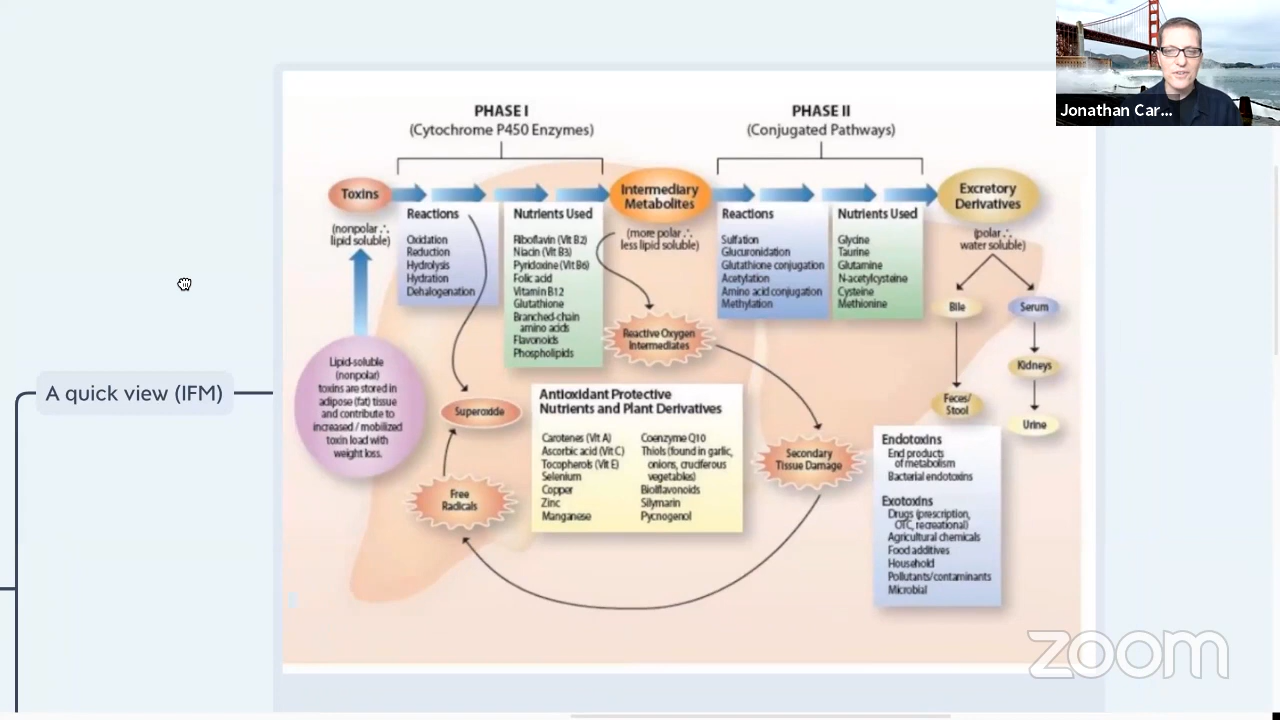 Jonathan Car...
A quick view (IFM)
PHASE I
(Cytochrome P450 Enzymes)
PHASE II
(Conjugated Pathways)
Toxins
(nonpolar ∴
lipid soluble)
Reactions
Oxidation
Reduction
Hydrolysis
Hydration
Dehalogenation
Nutrients Used
Riboflavin (Vit B2)
Niacin (Vit B3)
Pyridoxine (Vit B6)
Folic acid
Vitamin B12
Glutathione
Branched-chain
amino acids
Flavonoids
Phospholipids
Intermediary
Metabolites
(more polar ∴
less lipid soluble)
Reactions
Sulfation
Glucuronidation
Glutathione conjugation
Acetylation
Amino acid conjugation
Methylation
Nutrients Used
Glycine
Taurine
Glutamine
N-acetylcysteine
Cysteine
Methionine
Excretory
Derivatives
(polar ∴
water soluble)
Bile
Serum
Kidneys
Feces/
Stool
Urine
Lipid-soluble
(nonpolar)
toxins are stored in
adipose (fat) tissue
and contribute to
increased / mobilized
toxin load with
weight loss.
Superoxide
Free
Radicals
Reactive Oxygen
Intermediates
Secondary
Tissue Damage
Antioxidant Protective
Nutrients and Plant Derivatives
Carotenes (Vit A)
Ascorbic acid (Vit C)
Tocopherols (Vit E)
Selenium
Copper
Zinc
Manganese
Coenzyme Q10
Thiols (found in garlic,
onions, cruciferous
vegetables)
Bioflavonoids
Silymarin
Pycnogenol
Endotoxins
End products
of metabolism
Bacterial endotoxins
Exotoxins
Drugs (prescription,
OTC, recreational)
Agricultural chemicals
Food additives
Household
Pollutants/contaminants
Microbial
zoom